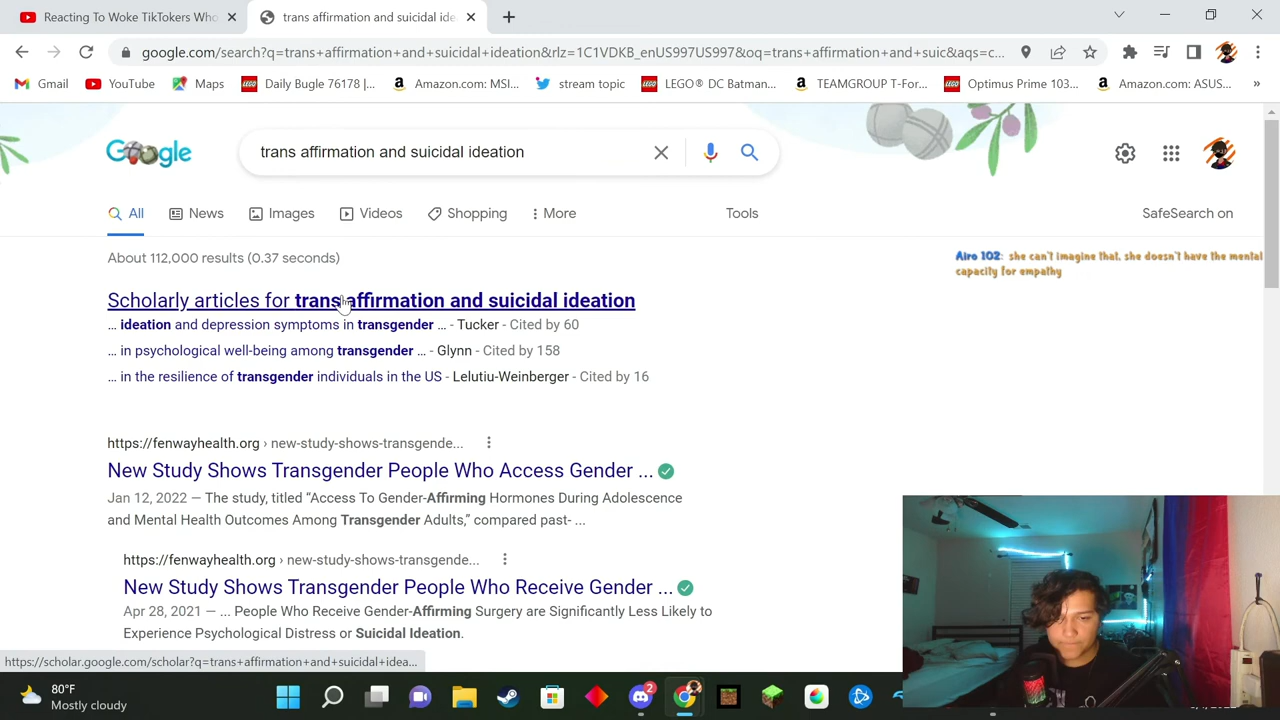 Reacting To Woke TikTokers Who
trans affirmation and suicidal ide
google.com/search?q=trans+affirmation+and+suicidal+ideation&rlz=1C1VDKB_enUS997US997&oq=trans+affirmation+and+suic&aqs=c...
Gmail
YouTube
Maps
Daily Bugle 76178 |...
Amazon.com: MSI...
stream topic
LEGO® DC Batman...
TEAMGROUP T-For...
Optimus Prime 103...
Amazon.com: ASUS...
»
Google
trans affirmation and suicidal ideation
All
News
Images
Videos
Shopping
More
Tools
SafeSearch on
About 112,000 results (0.37 seconds)
Airo 102: she can't imagine that, she doesn't have the mental
capacity for empathy
Scholarly articles for trans affirmation and suicidal ideation
... ideation and depression symptoms in transgender ... - Tucker - Cited by 60
... in psychological well-being among transgender ... - Glynn - Cited by 158
... in the resilience of transgender individuals in the US - Lelutiu-Weinberger - Cited by 16
https://fenwayhealth.org › new-study-shows-transgende...
New Study Shows Transgender People Who Access Gender ...
Jan 12, 2022 — The study, titled “Access To Gender-Affirming Hormones During Adolescence
and Mental Health Outcomes Among Transgender Adults,” compared past- ...
https://fenwayhealth.org › new-study-shows-transgende...
New Study Shows Transgender People Who Receive Gender ...
Apr 28, 2021 — ... People Who Receive Gender-Affirming Surgery are Significantly Less Likely to
Experience Psychological Distress or Suicidal Ideation.
https://scholar.google.com/scholar?q=trans+affirmation+and+suicidal+idea...
80°F
Mostly cloudy
2